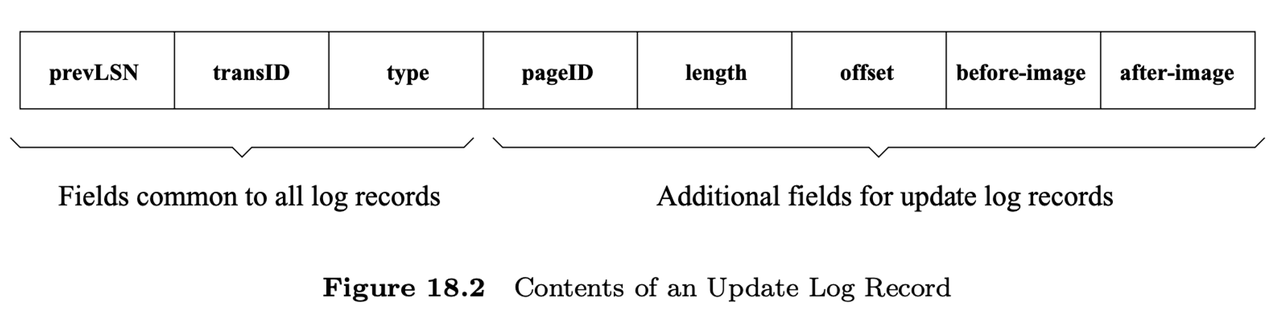 prevLSN transID type pageID length offset before-image after-image
Fields common to all log records Additional fields for update log records
Figure 18.2 Contents of an Update Log Record